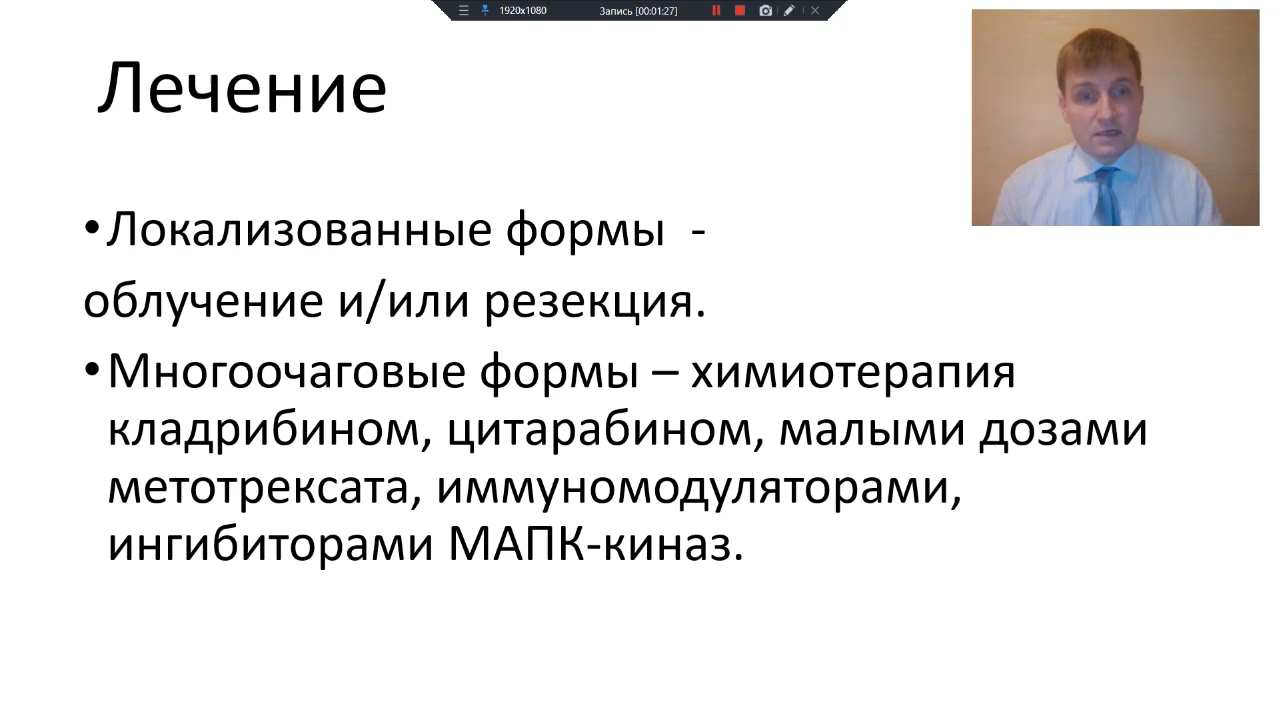 1920x1080 Запись [00:01:27]
Лечение
•Локализованные формы  -
облучение и/или резекция.
•Многоочаговые формы – химиотерапия
кладрибином, цитарабином, малыми дозами
метотрексата, иммуномодуляторами,
ингибиторами МАПК-киназ.